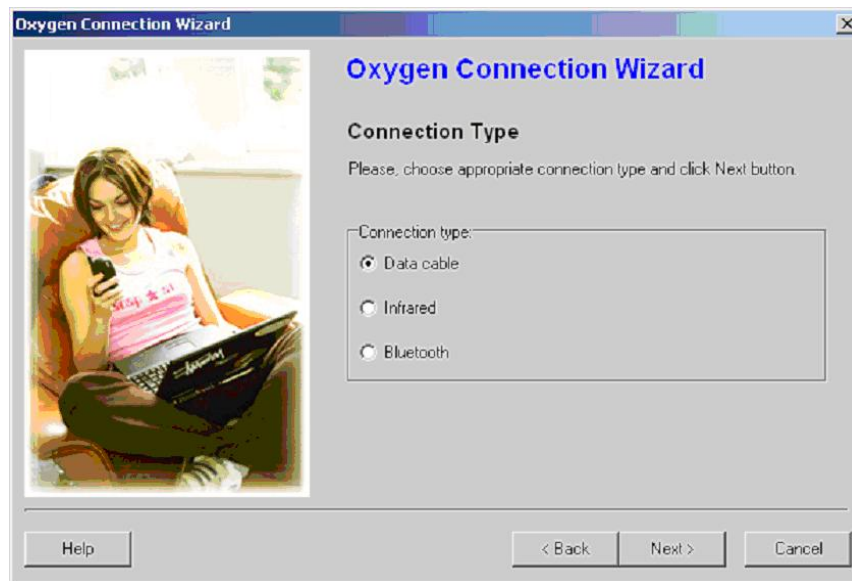 Oxygen Connection Wizard
Oxygen Connection Wizard
Connection Type
Please, choose appropriate connection type and click Next button.
Connection type:
Data cable
Infrared
Bluetooth
Help
< Back
Next >
Cancel